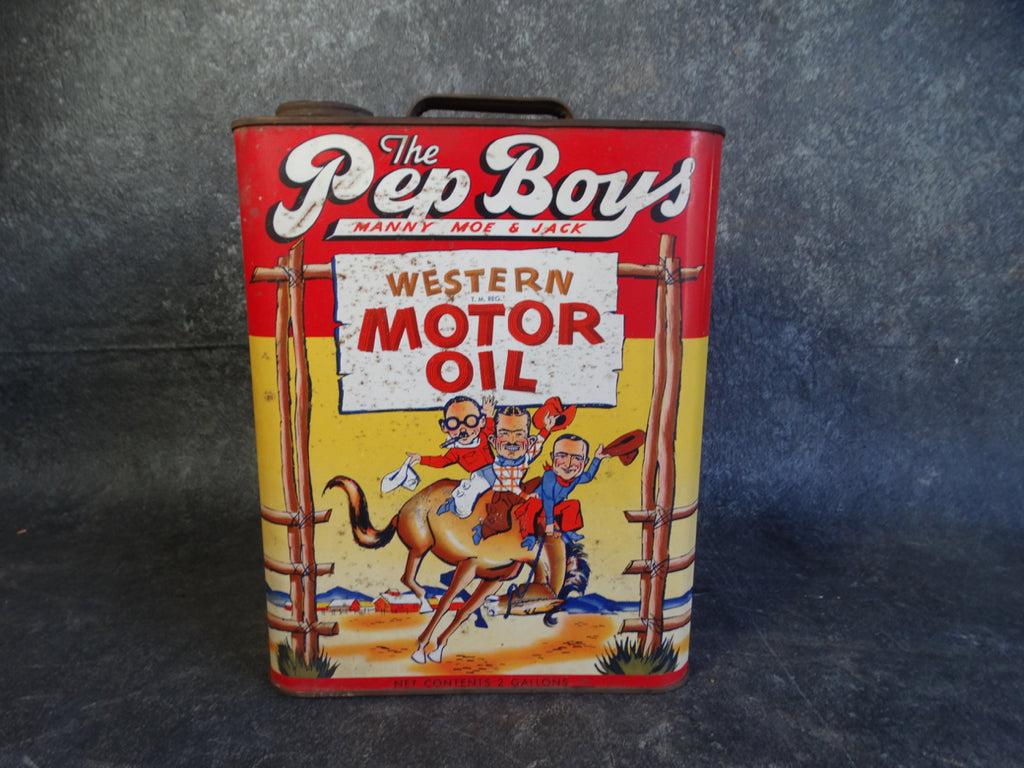 The
Pep Boys
MANNY MOE & JACK
WESTERN
T. M. REG.
MOTOR
OIL
NET CONTENTS 2 GALLONS